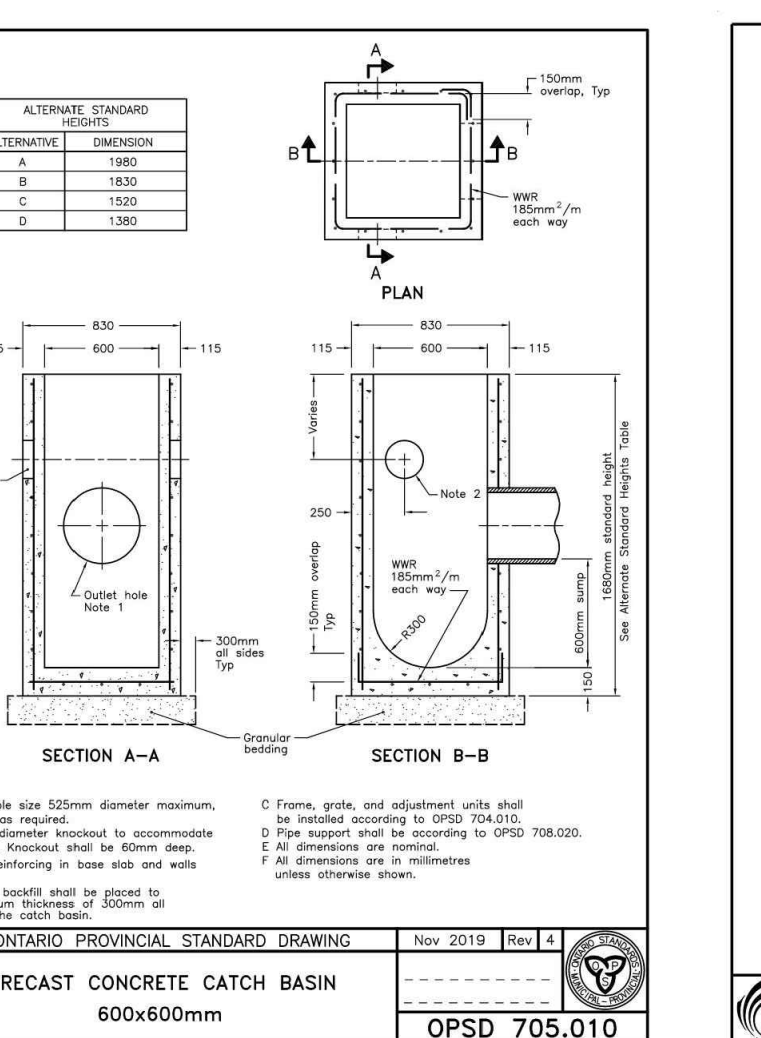 A
150mm
overlap, Typ
ALTERNATE STANDARD
HEIGHTS
DIMENSION
A 1980
B 1830
C 1520
D 1380
B B
WWR
185mm²/m
each way
A
PLAN
830
600 115
Outlet hole
Note 1
300mm
all sides
Typ
SECTION A–A
830
115 600 115
Varies
Note 2
250
WWR
185mm²/m
each way
150mm overlap
Typ
R300
600mm sump
150
1680mm standard height
See Alternate Standard Heights Table
Granular
bedding
SECTION B–B
size 525mm diameter maximum,
as required.
diameter knockout to accommodate
Knockout shall be 60mm deep.
in base slab and walls
backfill shall be placed to
thickness of 300mm all
catch basin.
C Frame, grate, and adjustment units shall
be installed according to OPSD 704.010.
D Pipe support shall be according to OPSD 708.020.
E All dimensions are nominal.
F All dimensions are in millimetres
unless otherwise shown.
PROVINCIAL STANDARD DRAWING
Nov 2019 Rev 4
CONCRETE CATCH BASIN
600x600mm
ONTARIO STANDARDS
MUNICIPAL – PROVINCIAL
O P S
OPSD 705.010